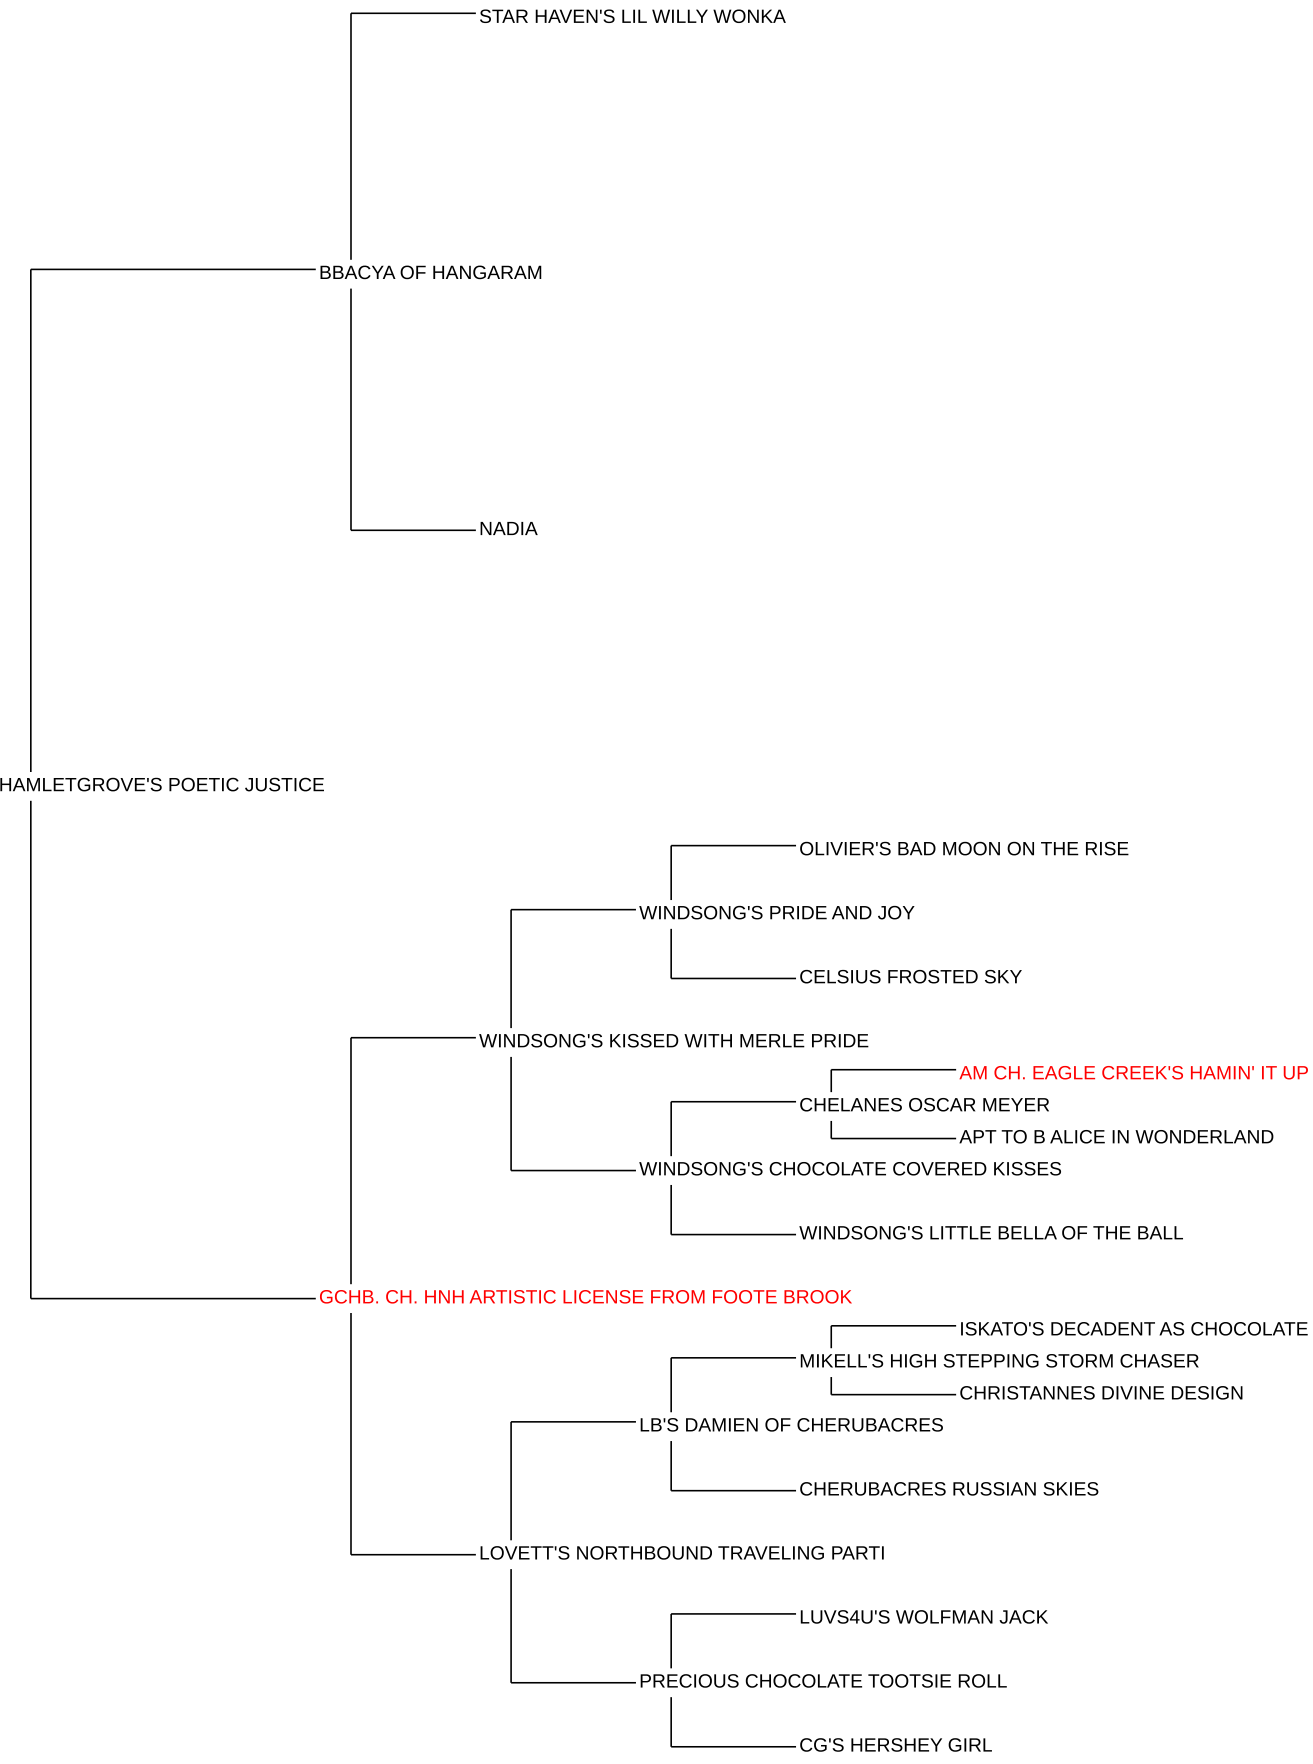 STAR HAVEN'S LIL WILLY WONKA
BBACYA OF HANGARAM
NADIA
HAMLETGROVE'S POETIC JUSTICE
OLIVIER'S BAD MOON ON THE RISE
WINDSONG'S PRIDE AND JOY
CELSIUS FROSTED SKY
WINDSONG'S KISSED WITH MERLE PRIDE
AM CH. EAGLE CREEK'S HAMIN' IT UP
CHELANES OSCAR MEYER
APT TO B ALICE IN WONDERLAND
WINDSONG'S CHOCOLATE COVERED KISSES
WINDSONG'S LITTLE BELLA OF THE BALL
GCHB. CH. HNH ARTISTIC LICENSE FROM FOOTE BROOK
ISKATO'S DECADENT AS CHOCOLATE
MIKELL'S HIGH STEPPING STORM CHASER
CHRISTANNES DIVINE DESIGN
LB'S DAMIEN OF CHERUBACRES
CHERUBACRES RUSSIAN SKIES
LOVETT'S NORTHBOUND TRAVELING PARTI
LUVS4U'S WOLFMAN JACK
PRECIOUS CHOCOLATE TOOTSIE ROLL
CG'S HERSHEY GIRL